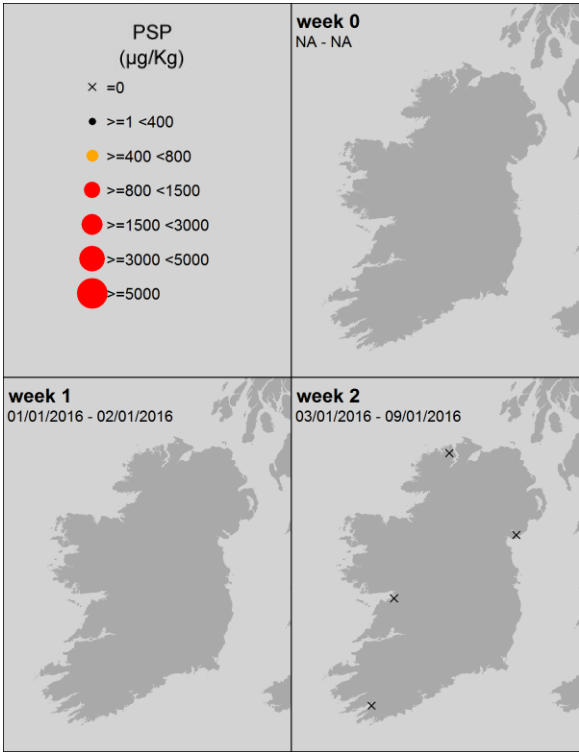 PSP
(µg/Kg)
=0
>=1 <400
>=400 <800
>=800 <1500
>=1500 <3000
>=3000 <5000
>=5000
week 0
NA - NA
week 1
01/01/2016 - 02/01/2016
week 2
03/01/2016 - 09/01/2016